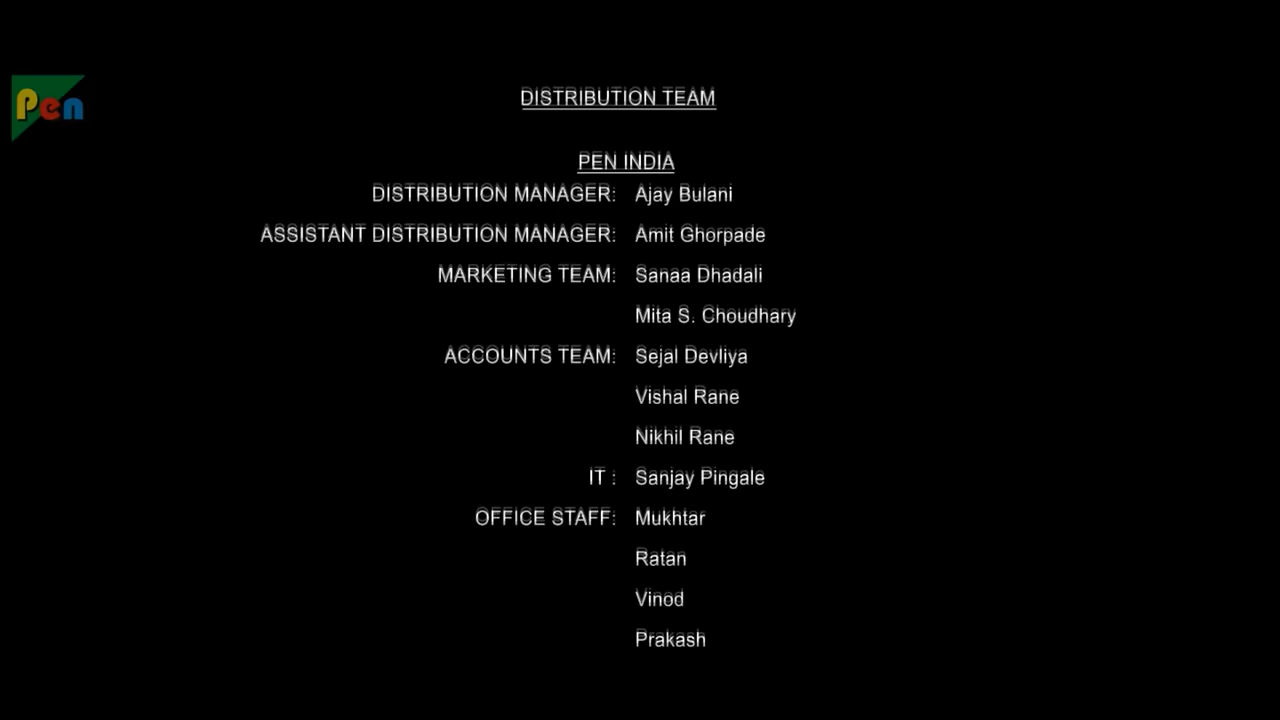 Pen
DISTRIBUTION TEAM
PEN INDIA
DISTRIBUTION MANAGER: Ajay Bulani
ASSISTANT DISTRIBUTION MANAGER: Amit Ghorpade
MARKETING TEAM: Sanaa Dhadali
Mita S. Choudhary
ACCOUNTS TEAM: Sejal Devliya
Vishal Rane
Nikhil Rane
IT : Sanjay Pingale
OFFICE STAFF: Mukhtar
Ratan
Vinod
Prakash